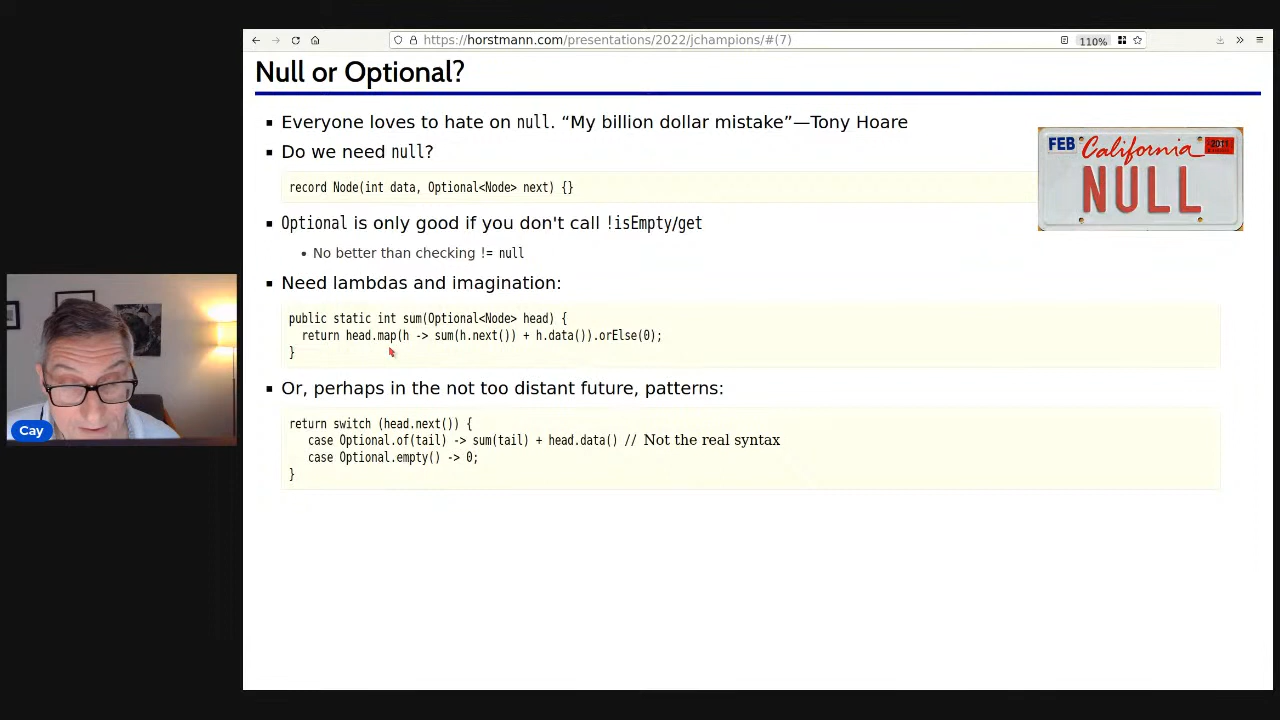 https://horstmann.com/presentations/2022/jchampions/#(7)
110%
Null or Optional?
Everyone loves to hate on null. “My billion dollar mistake”—Tony Hoare
Do we need null?
record Node(int data, Optional<Node> next) {}
FEB California 2011
NULL
Optional is only good if you don't call !isEmpty/get
No better than checking != null
Need lambdas and imagination:
public static int sum(Optional<Node> head) {
return head.map(h -> sum(h.next()) + h.data()).orElse(0);
}
Or, perhaps in the not too distant future, patterns:
return switch (head.next()) {
case Optional.of(tail) -> sum(tail) + head.data() // Not the real syntax
case Optional.empty() -> 0;
}
Cay